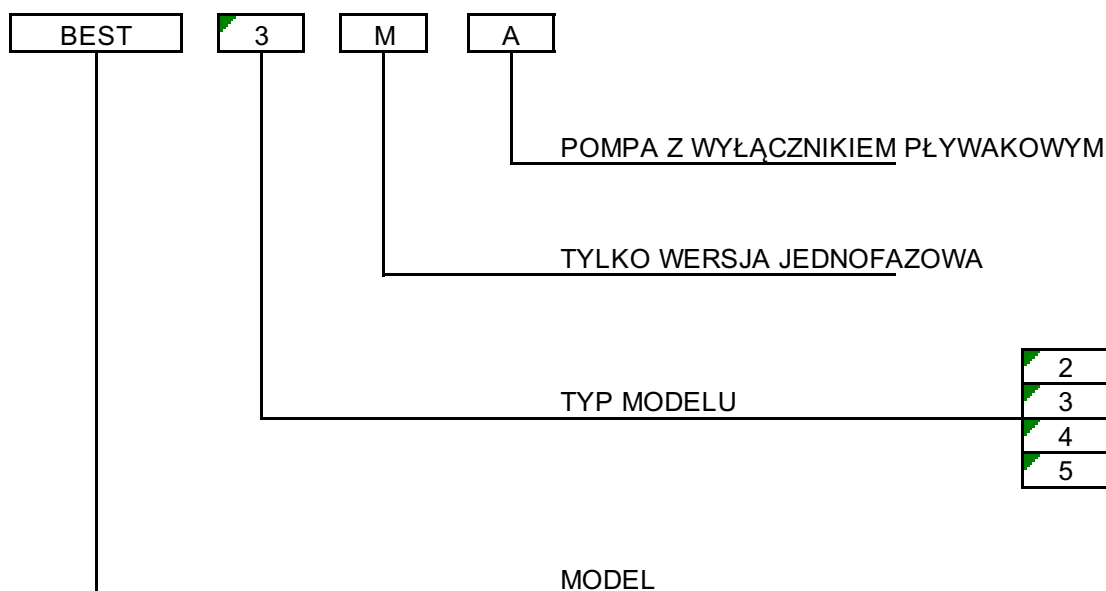 BEST 3 M A
POMPA Z WYŁĄCZNIKIEM PŁYWAKOWYM
TYLKO WERSJA JEDNOFAZOWA
2
TYP MODELU 3
4
5
MODEL